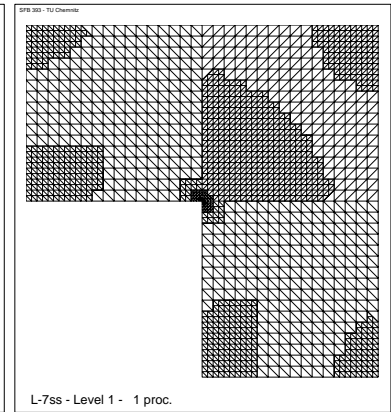 SFB 393 - TU Chemnitz
L-7ss - Level 1 - 1 proc.